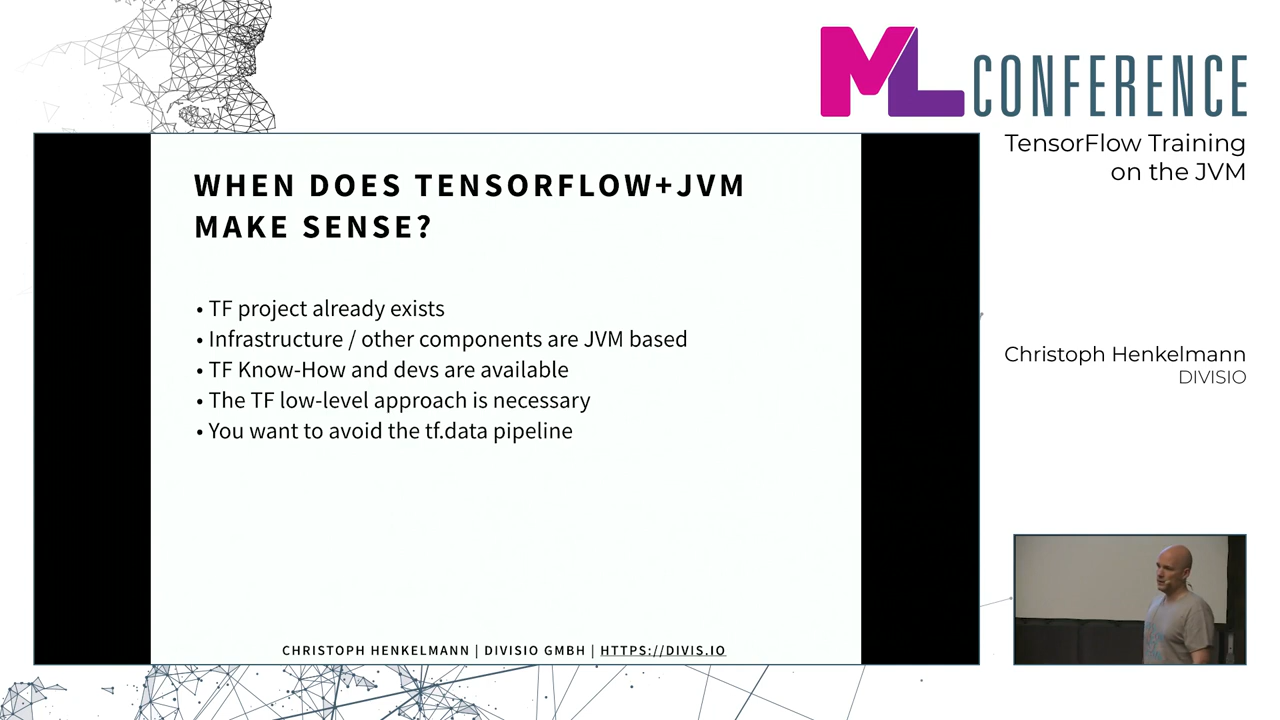 ML CONFERENCE
TensorFlow Training
on the JVM
WHEN DOES TENSORFLOW+JVM
MAKE SENSE?
• TF project already exists
• Infrastructure / other components are JVM based
• TF Know-How and devs are available
• The TF low-level approach is necessary
• You want to avoid the tf.data pipeline
CHRISTOPH HENKELMANN | DIVISIO GMBH | HTTPS://DIVIS.IO
Christoph Henkelmann
DIVISIO